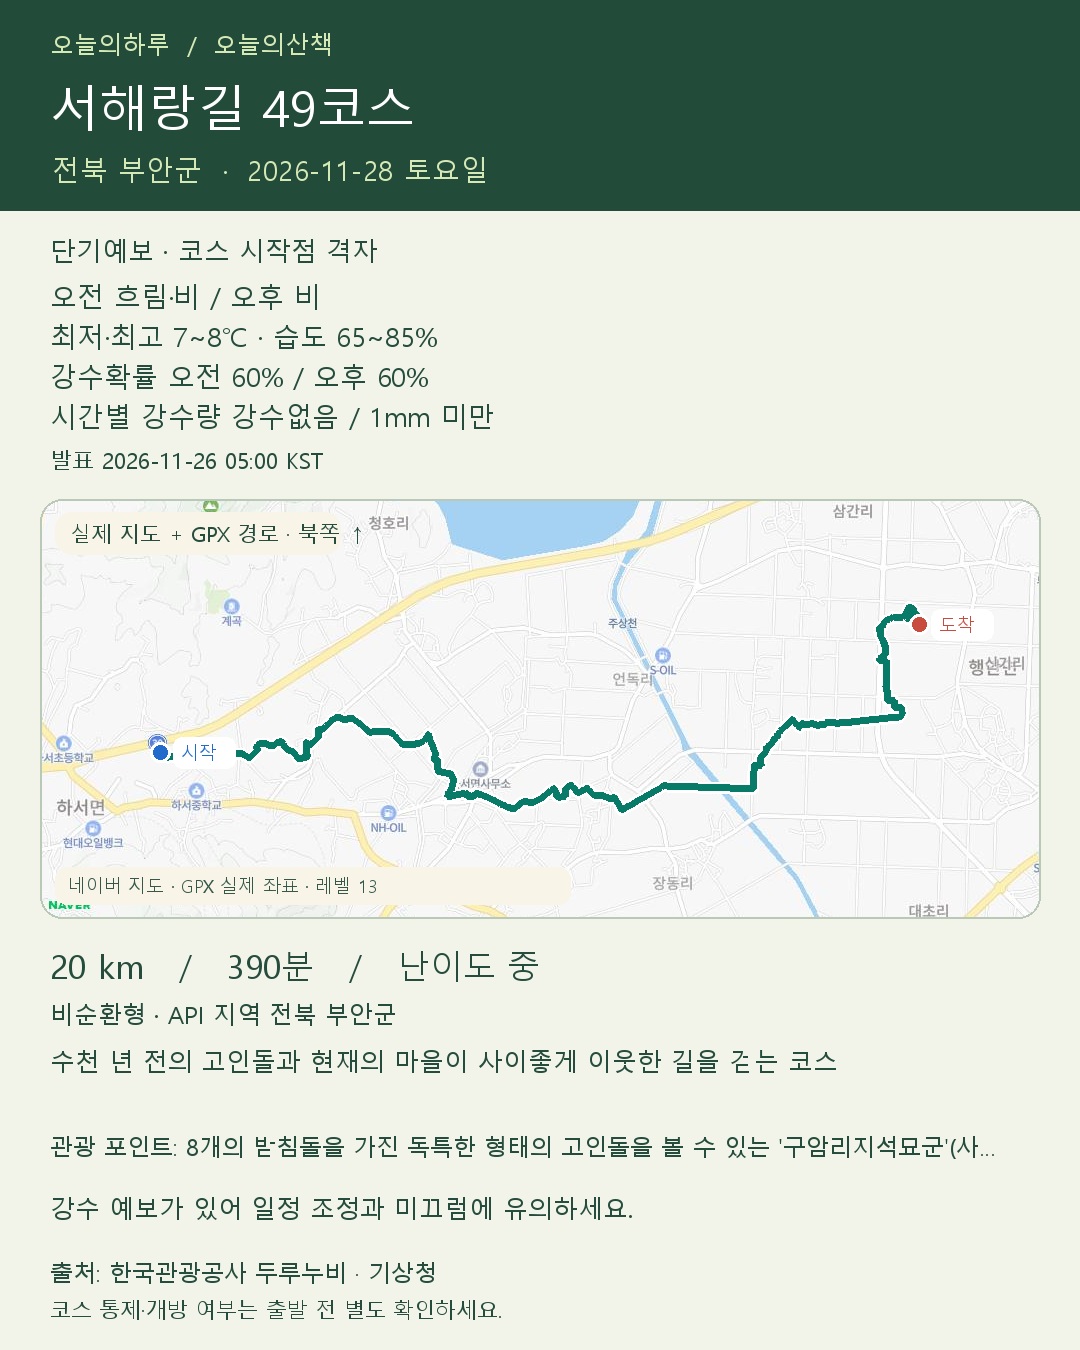 오늘의하루 / 오늘의산책
서해랑길 49코스
전북 부안군 · 2026-11-28 토요일
단기예보 · 코스 시작점 격자
오전 흐림·비 / 오후 비
최저·최고 7~8℃ · 습도 65~85%
강수확률 오전 60% / 오후 60%
시간별 강수량 강수없음 / 1mm 미만
발표 2026-11-26 05:00 KST
실제 지도 + GPX 경로 · 북쪽 ↑
청호리
삼간리
계곡
주상천
도착
S-OIL
언독리
행안면
시작
서초등학교
서면사무소
하서중학교
하서면
NH-OIL
현대오일뱅크
장동리
네이버 지도 · GPX 실제 좌표 · 레벨 13
NAVER
대초리
20 km / 390분 / 난이도 중
비순환형 · API 지역 전북 부안군
수천 년 전의 고인돌과 현재의 마을이 사이좋게 이웃한 길을 걷는 코스
관광 포인트: 8개의 받침돌을 가진 독특한 형태의 고인돌을 볼 수 있는 '구암리지석묘군'(사...
강수 예보가 있어 일정 조정과 미끄럼에 유의하세요.
출처: 한국관광공사 두루누비 · 기상청
코스 통제·개방 여부는 출발 전 별도 확인하세요.